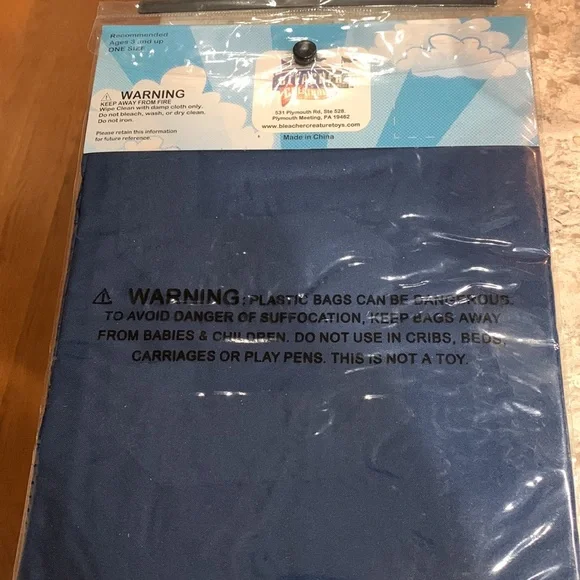 Recommended
Ages 3 and up
ONE Size
WARNING
KEEP AWAY FROM FIRE
Wipe Clean with damp cloth only.
Do not bleach, wash, or dry clean.
Do not iron.
Please retain this information
for future reference.
BLEACHER
CREATURES
531 Plymouth Rd, Ste 528.
Plymouth Meeting, PA 19462
www.bleachercreaturetoys.com
Made in China
WARNING: PLASTIC BAGS CAN BE DANGEROUS.
TO AVOID DANGER OF SUFFOCATION, KEEP BAGS AWAY
FROM BABIES & CHILDREN. DO NOT USE IN CRIBS, BEDS,
CARRIAGES OR PLAY PENS. THIS IS NOT A TOY.